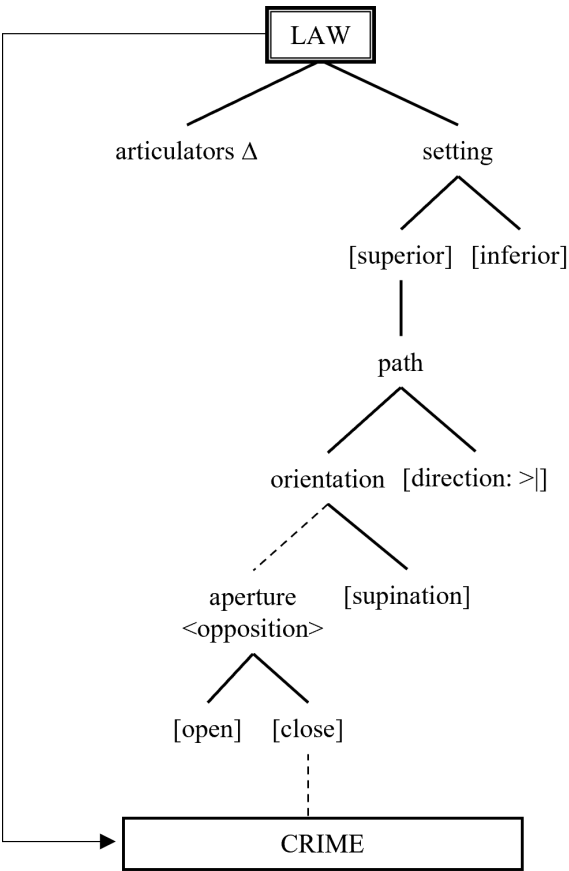 LAW
articulators Δ
setting
[superior]
[inferior]
path
orientation
[direction: >|]
aperture
<opposition>
[supination]
[open]
[close]
CRIME